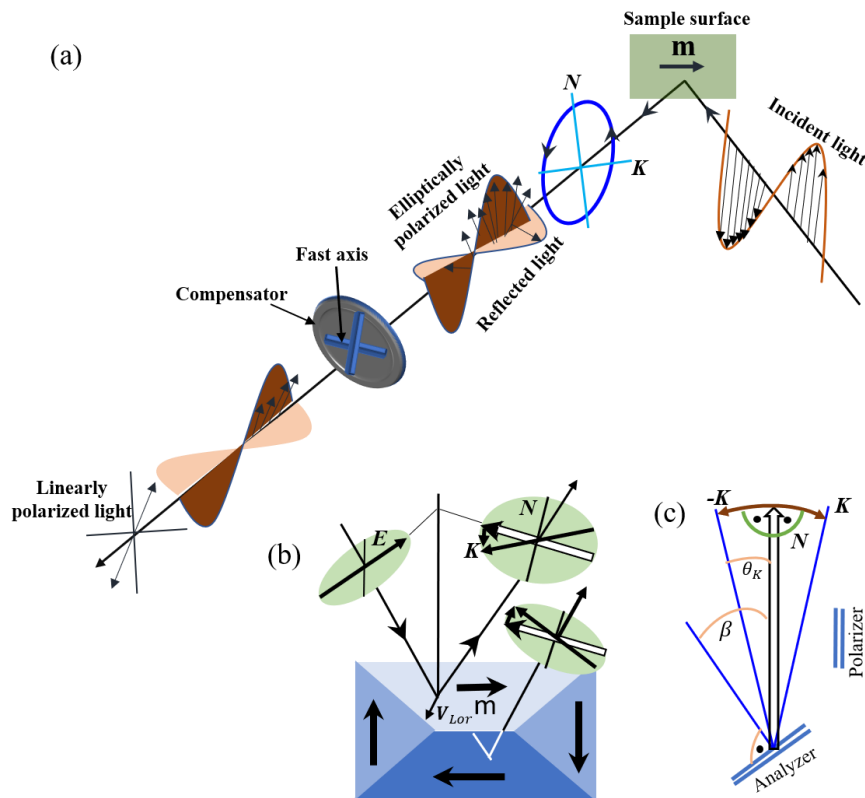 (a)
Sample surface
m
Incident light
N
K
Elliptically
polarized light
Reflected light
Fast axis
Compensator
Linearly
polarized light
(b)
E
N
K
V_Lor
m
(c)
-K
K
N
θ_K
β
Polarizer
Analyzer